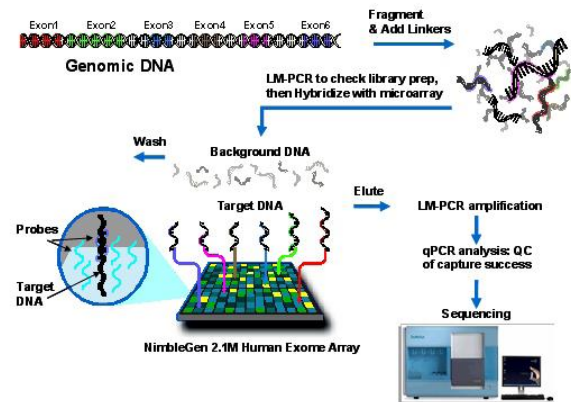 Exon1 Exon2 Exon3 Exon4 Exon5 Exon6
Genomic DNA
Fragment
& Add Linkers
LM-PCR to check library prep,
then Hybridize with microarray
Wash
Background DNA
Elute
Target DNA
LM-PCR amplification
qPCR analysis: QC
of capture success
Sequencing
Probes
Target
DNA
NimbleGen 2.1M Human Exome Array